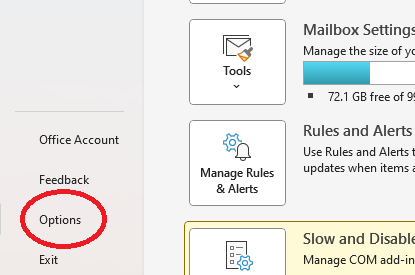 Office Account
Feedback
Options
Exit
Tools
Manage Rules
& Alerts
Mailbox Settings
Manage the size of yo
72.1 GB free of 99
Rules and Alerts
Use Rules and Alerts t
updates when items a
Slow and Disable
Manage COM add-in